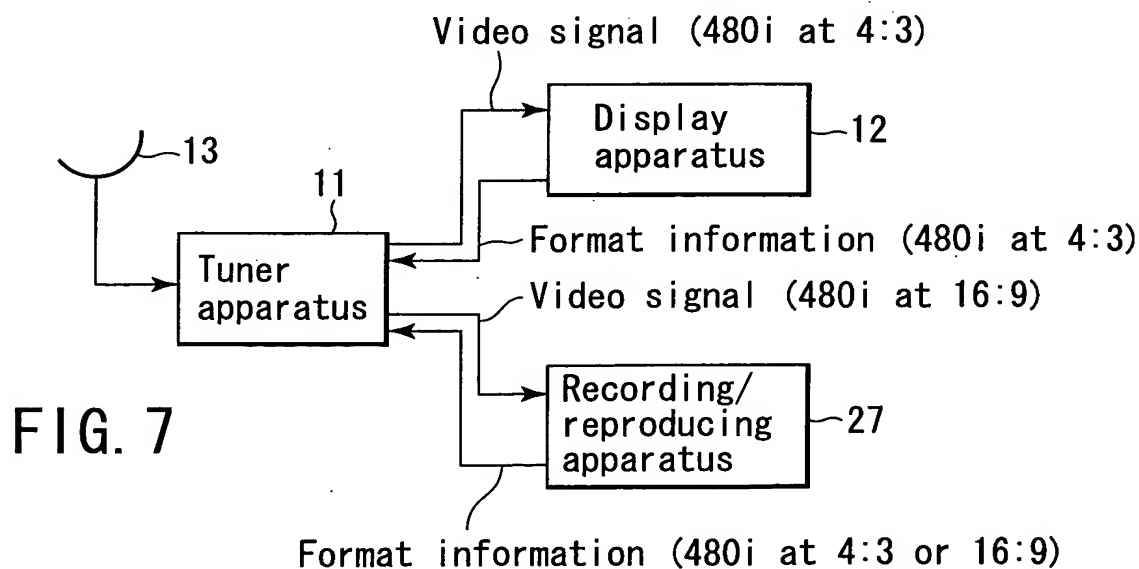 Video signal (480i at 4:3)
Display
apparatus
12
13
11
Tuner
apparatus
Format information (480i at 4:3)
Video signal (480i at 16:9)
Recording/
reproducing
apparatus
27
FIG. 7
Format information (480i at 4:3 or 16:9)